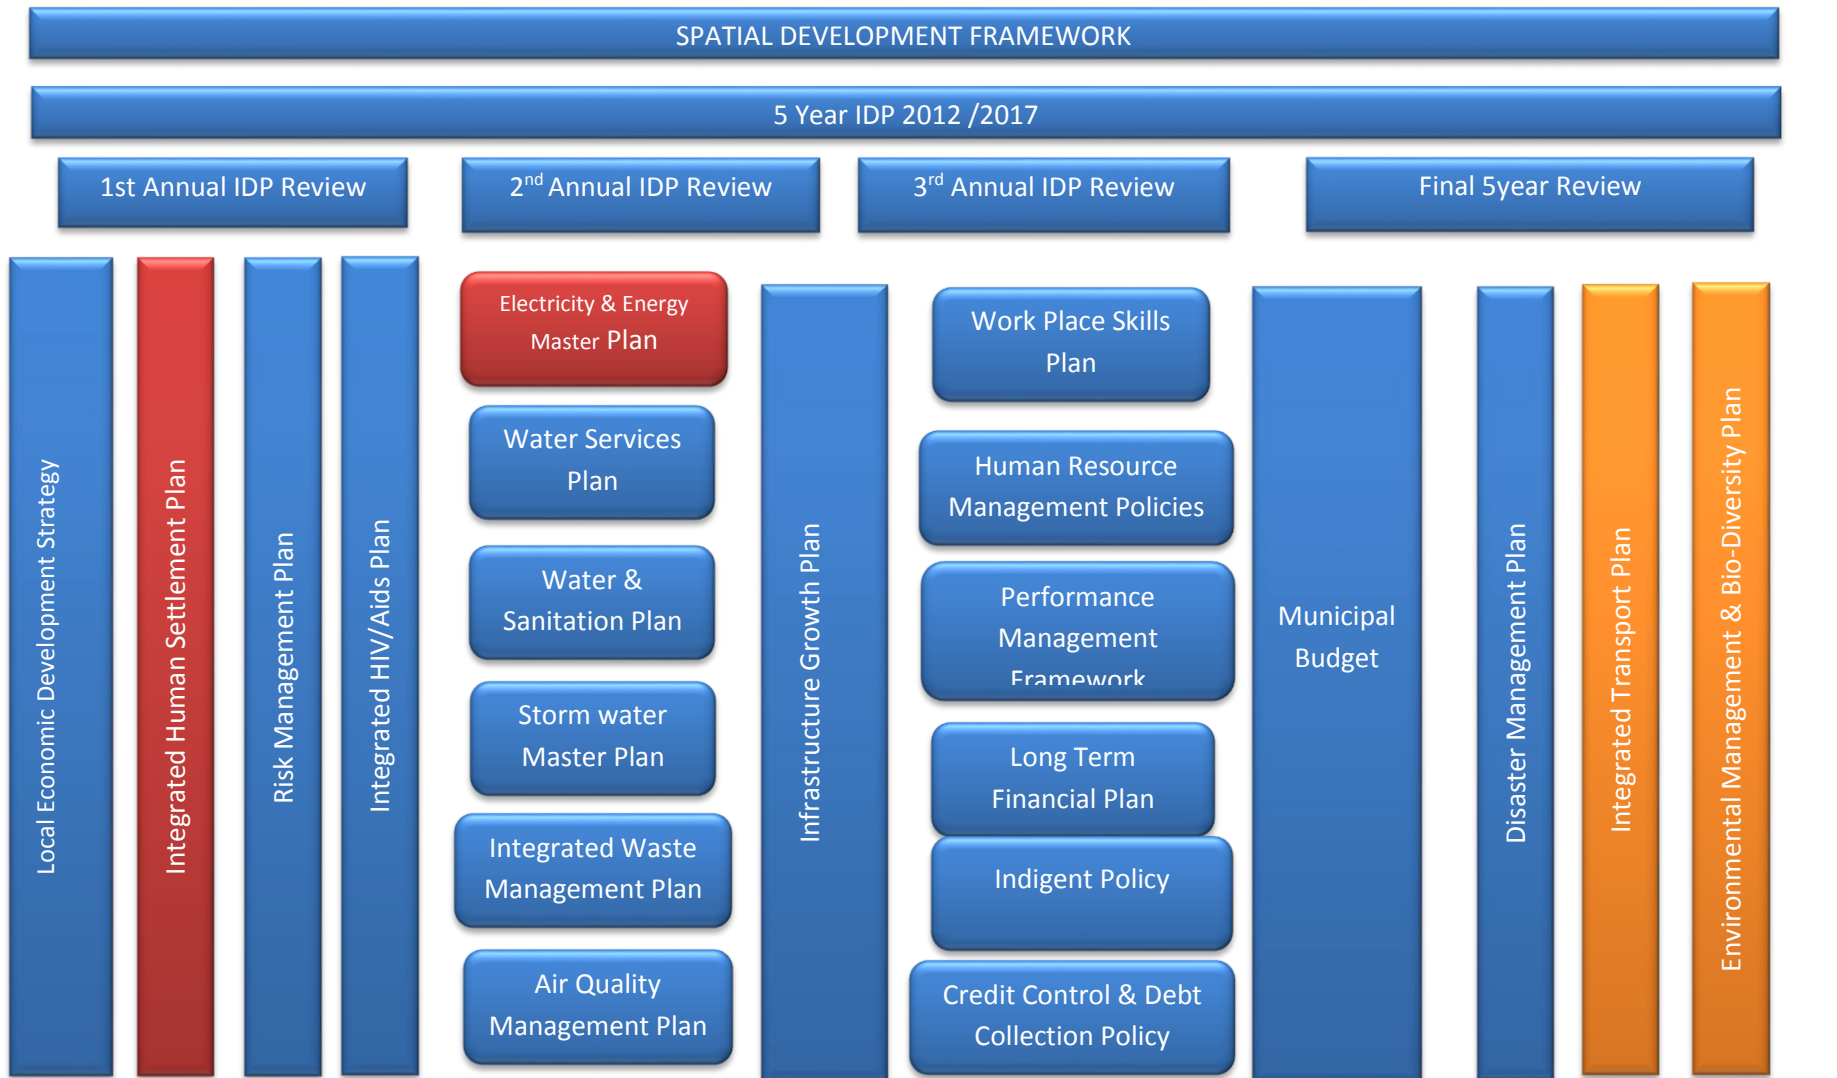 SPATIAL DEVELOPMENT FRAMEWORK
5 Year IDP 2012 /2017
1st Annual IDP Review
2nd Annual IDP Review
3rd Annual IDP Review
Final 5year Review
Local Economic Development Strategy
Integrated Human Settlement Plan
Risk Management Plan
Integrated HIV/Aids Plan
Electricity & Energy
Master Plan
Water Services
Plan
Water &
Sanitation Plan
Storm water
Master Plan
Integrated Waste
Management Plan
Air Quality
Management Plan
Infrastructure Growth Plan
Work Place Skills
Plan
Human Resource
Management Policies
Performance
Management
Framework
Long Term
Financial Plan
Indigent Policy
Credit Control & Debt
Collection Policy
Municipal
Budget
Disaster Management Plan
Integrated Transport Plan
Environmental Management & Bio-Diversity Plan